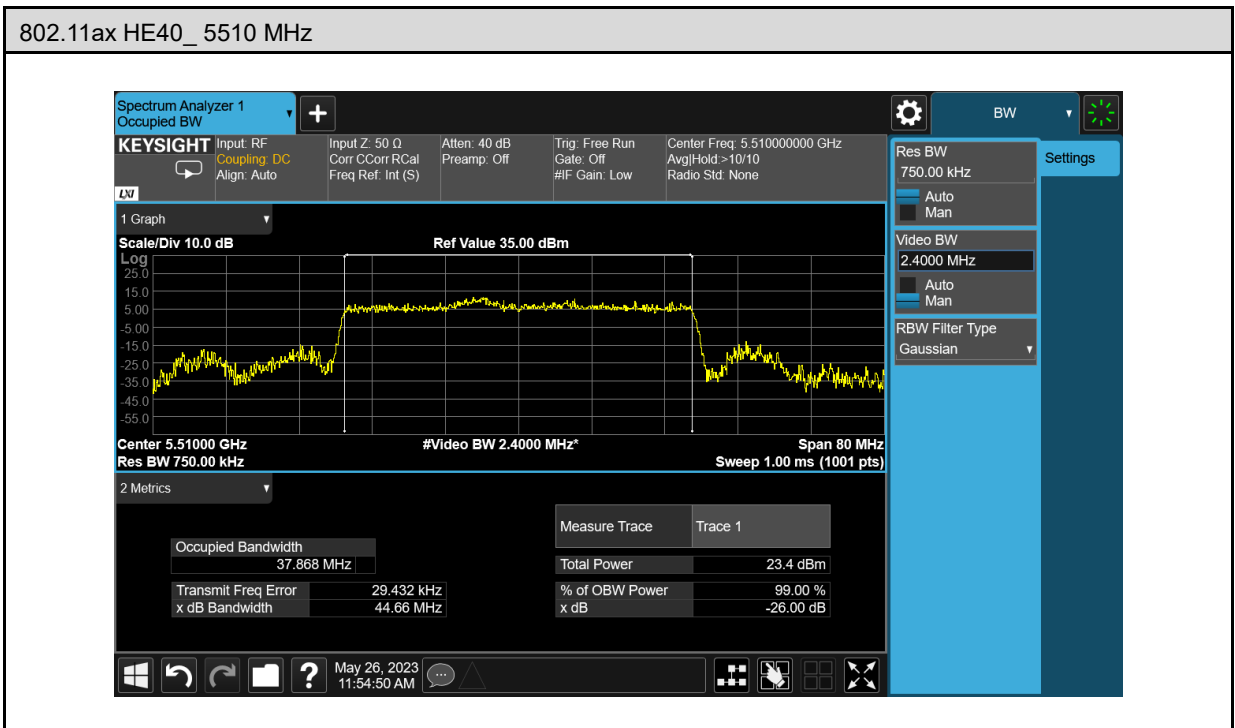 802.11ax HE40_ 5510 MHz
Spectrum Analyzer 1
Occupied BW
+
BW
KEYSIGHT
LXI
Input: RF
Coupling: DC
Align: Auto
Input Z: 50 Ω
Corr CCorr RCal
Freq Ref: Int (S)
Atten: 40 dB
Preamp: Off
Trig: Free Run
Gate: Off
#IF Gain: Low
Center Freq: 5.510000000 GHz
Avg|Hold:>10/10
Radio Std: None
1 Graph
Scale/Div 10.0 dB
Ref Value 35.00 dBm
Log
25.0
15.0
5.00
-5.00
-15.0
-25.0
-35.0
-45.0
-55.0
Center 5.51000 GHz
#Video BW 2.4000 MHz*
Span 80 MHz
Res BW 750.00 kHz
Sweep 1.00 ms (1001 pts)
2 Metrics
Measure Trace Trace 1
Occupied Bandwidth
37.868 MHz
Total Power 23.4 dBm
Transmit Freq Error 29.432 kHz
% of OBW Power 99.00 %
x dB Bandwidth 44.66 MHz
x dB -26.00 dB
Res BW
750.00 kHz
Auto
Man
Video BW
2.4000 MHz
Auto
Man
RBW Filter Type
Gaussian
Settings
?
May 26, 2023
11:54:50 AM